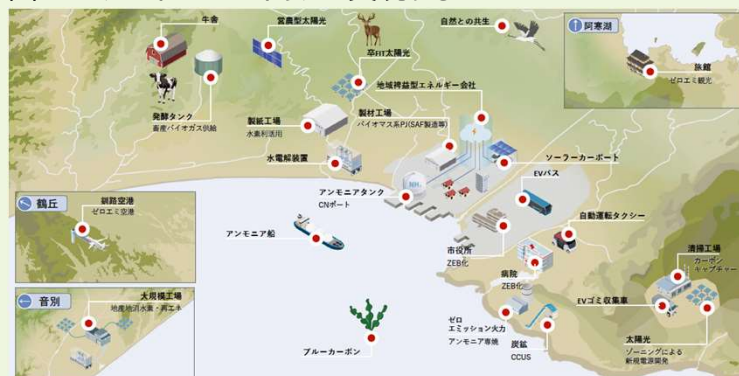 牛舎
営農型太陽光
卒FIT太陽光
自然との共生
阿寒湖
旅館
ゼロエミ観光
発酵タンク
畜産バイオガス供給
製紙工場
水素利活用
水電解装置
地域裨益型エネルギー会社
製材工場
バイオマス系PJ(SAF製造等)
ソーラーカーポート
EVバス
アンモニアタンク
CNポート
NH₃
自動運転タクシー
鶴丘
釧路空港
ゼロエミ空港
アンモニア船
市役所
ZEB化
病院
ZEB化
清掃工場
カーボン
キャプチャー
EVゴミ収集車
音別
大規模工場
地産地消水素・再エネ
ブルーカーボン
ゼロ
エミッション火力
アンモニア専焼
炭鉱
CCUS
太陽光
ゾーニングによる
新規電源開発